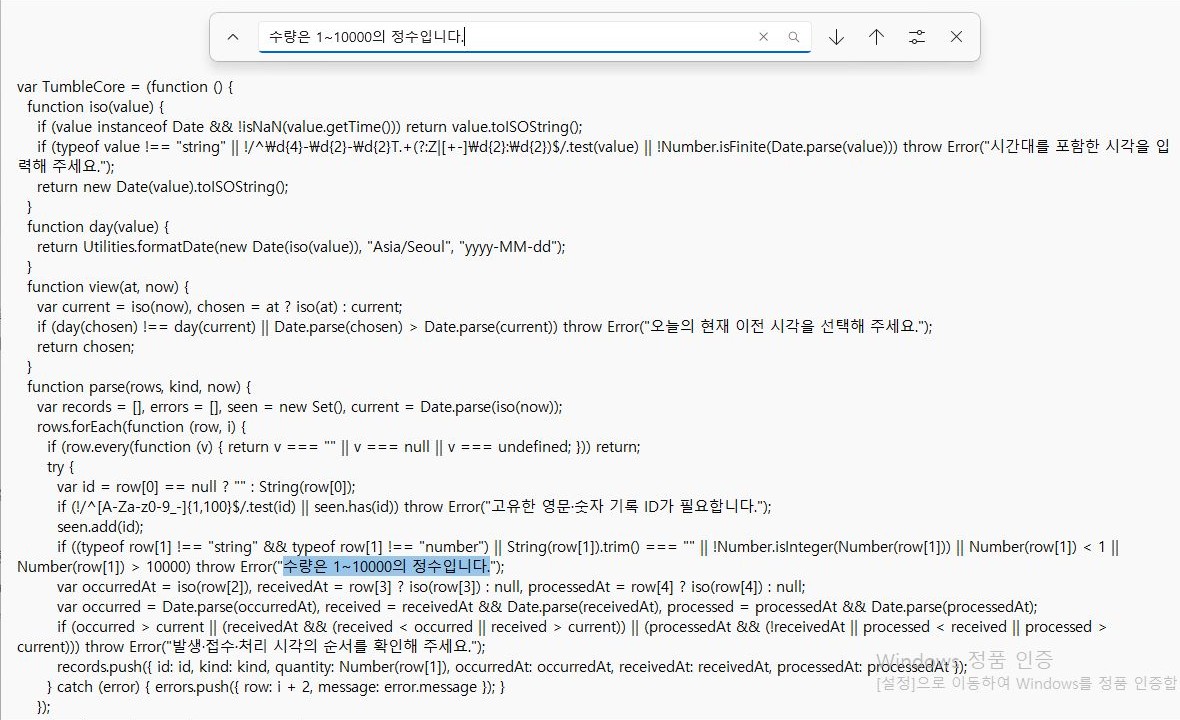 수량은 1~10000의 정수입니다.
var TumbleCore = (function () {
function iso(value) {
if (value instanceof Date && !isNaN(value.getTime())) return value.toISOString();
if (typeof value !== "string" || !/^₩d{4}-₩d{2}-₩d{2}T.+(?:Z|[+-]₩d{2}:₩d{2})$/.test(value) || !Number.isFinite(Date.parse(value))) throw Error("시간대를 포함한 시각을 입
력해 주세요.");
return new Date(value).toISOString();
}
function day(value) {
return Utilities.formatDate(new Date(iso(value)), "Asia/Seoul", "yyyy-MM-dd");
}
function view(at, now) {
var current = iso(now), chosen = at ? iso(at) : current;
if (day(chosen) !== day(current) || Date.parse(chosen) > Date.parse(current)) throw Error("오늘의 현재 이전 시각을 선택해 주세요.");
return chosen;
}
function parse(rows, kind, now) {
var records = [], errors = [], seen = new Set(), current = Date.parse(iso(now));
rows.forEach(function (row, i) {
if (row.every(function (v) { return v === "" || v === null || v === undefined; })) return;
try {
var id = row[0] == null ? "" : String(row[0]);
if (!/^[A-Za-z0-9_-]{1,100}$/.test(id) || seen.has(id)) throw Error("고유한 영문·숫자 기록 ID가 필요합니다.");
seen.add(id);
if ((typeof row[1] !== "string" && typeof row[1] !== "number") || String(row[1]).trim() === "" || !Number.isInteger(Number(row[1])) || Number(row[1]) < 1 ||
Number(row[1]) > 10000) throw Error("수량은 1~10000의 정수입니다.");
var occurredAt = iso(row[2]), receivedAt = row[3] ? iso(row[3]) : null, processedAt = row[4] ? iso(row[4]) : null;
var occurred = Date.parse(occurredAt), received = receivedAt && Date.parse(receivedAt), processed = processedAt && Date.parse(processedAt);
if (occurred > current || (receivedAt && (received < occurred || received > current)) || (processedAt && (!receivedAt || processed < received || processed >
current))) throw Error("발생·접수·처리 시각의 순서를 확인해 주세요.");
records.push({ id: id, kind: kind, quantity: Number(row[1]), occurredAt: occurredAt, receivedAt: receivedAt, processedAt: processedAt });
} catch (error) { errors.push({ row: i + 2, message: error.message }); }
});
Windows 정품 인증
[설정]으로 이동하여 Windows를 정품 인증합